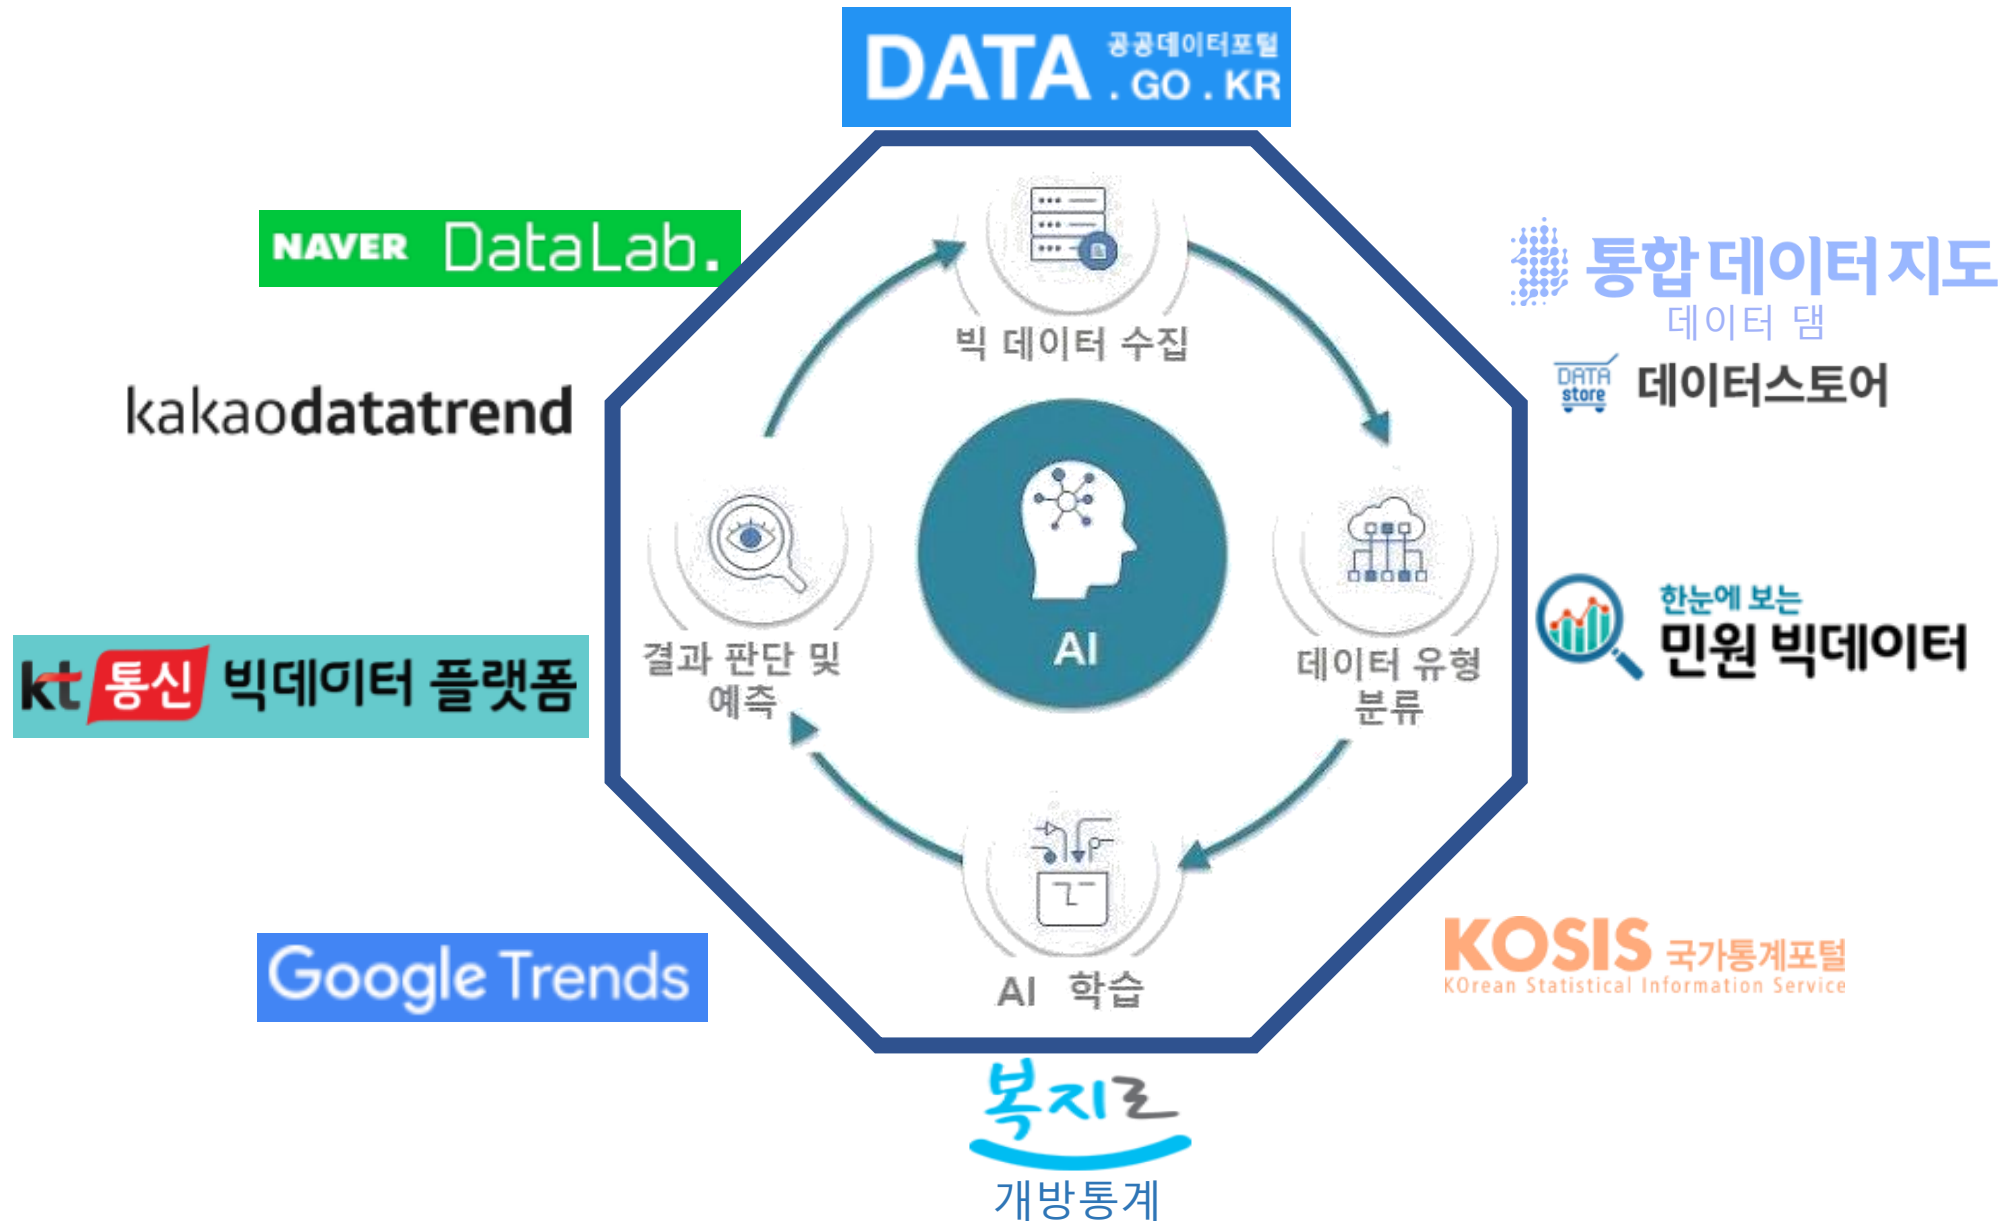 DATA 공공데이터포털
. GO . KR
NAVER DataLab.
통합 데이터 지도
데이터 댐
kakaodatatrend
DATA
store
데이터스토어
빅 데이터 수집
AI
결과 판단 및
예측
데이터 유형
분류
AI 학습
kt 통신 빅데이터 플랫폼
한눈에 보는
민원 빅데이터
Google Trends
KOSIS 국가통계포털
KOrean Statistical Information Service
복지로
개방통계